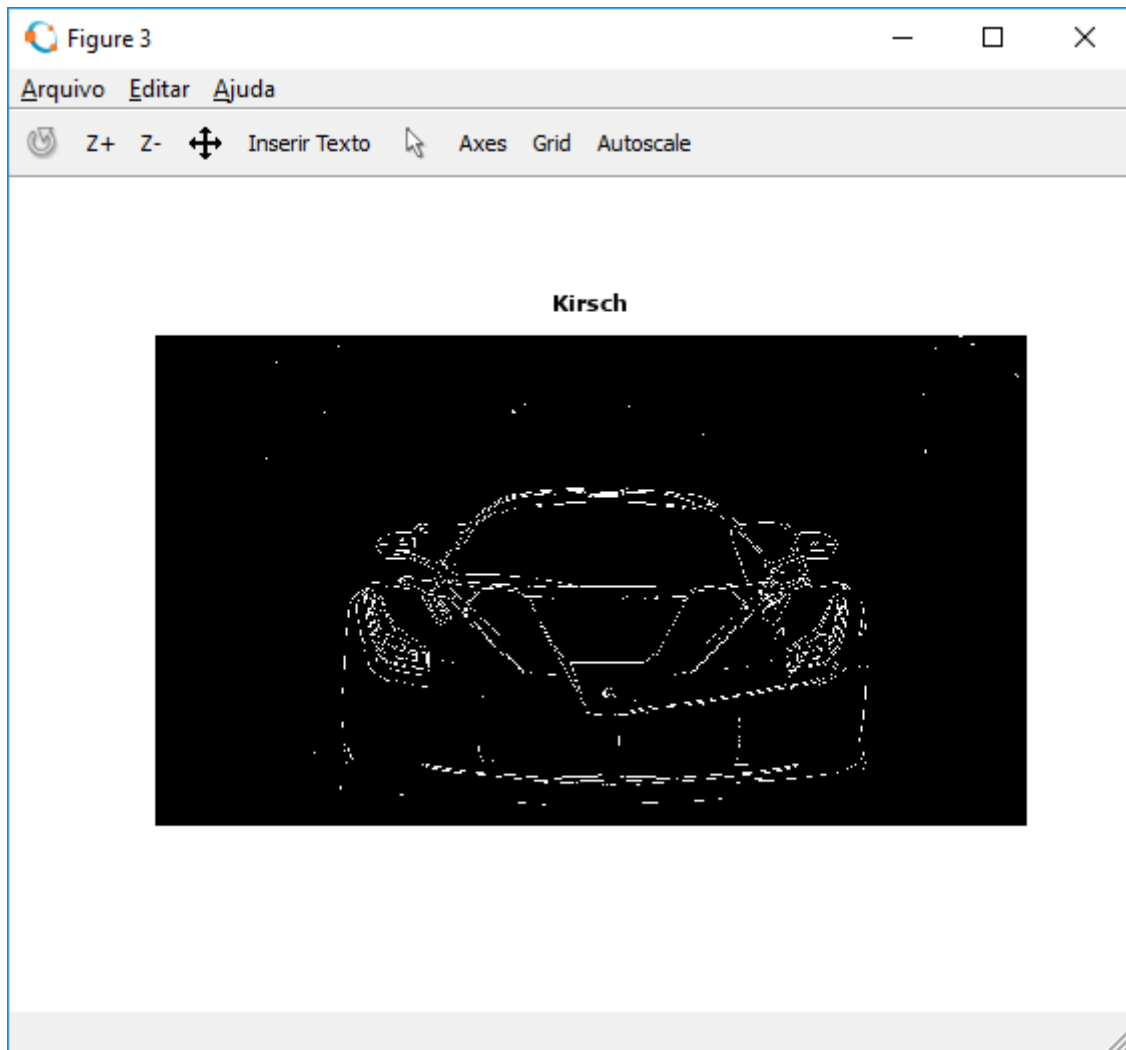 Figure 3
Arquivo Editar Ajuda
Z+ Z- Inserir Texto Axes Grid Autoscale
Kirsch